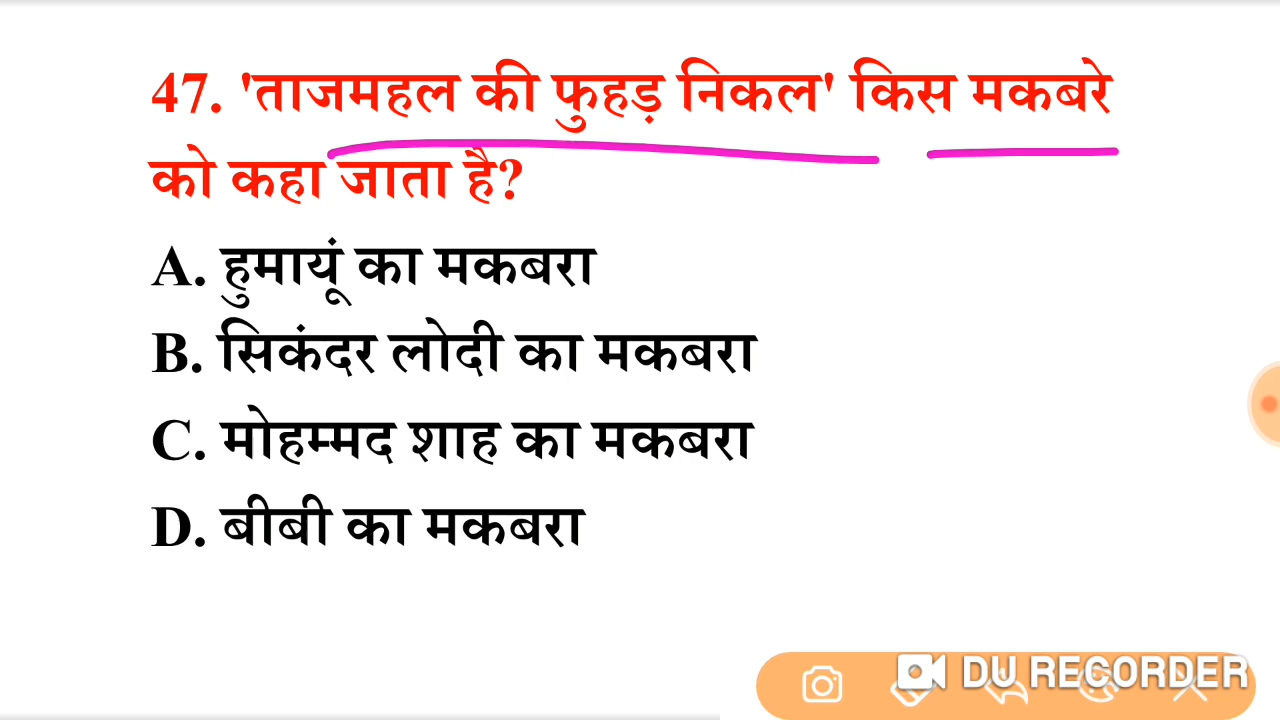 47. 'ताजमहल की फुहड़ निकल' किस मकबरे
को कहा जाता है?
A. हुमायूं का मकबरा
B. सिकंदर लोदी का मकबरा
C. मोहम्मद शाह का मकबरा
D. बीबी का मकबरा
DU RECORDER